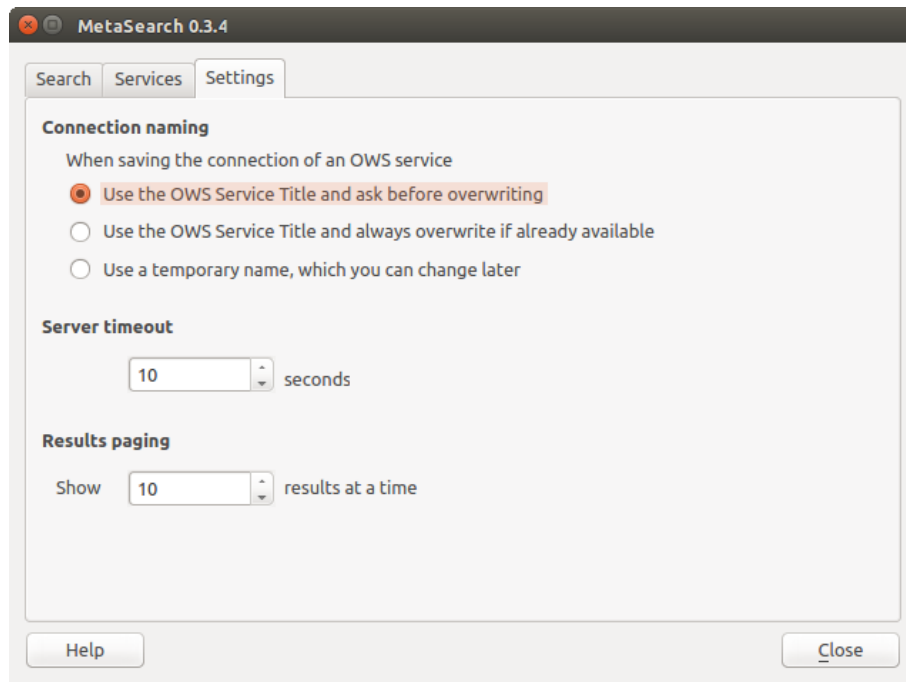 MetaSearch 0.3.4
Search Services Settings
Connection naming
When saving the connection of an OWS service
Use the OWS Service Title and ask before overwriting
Use the OWS Service Title and always overwrite if already available
Use a temporary name, which you can change later
Server timeout
10 seconds
Results paging
Show 10 results at a time
Help Close